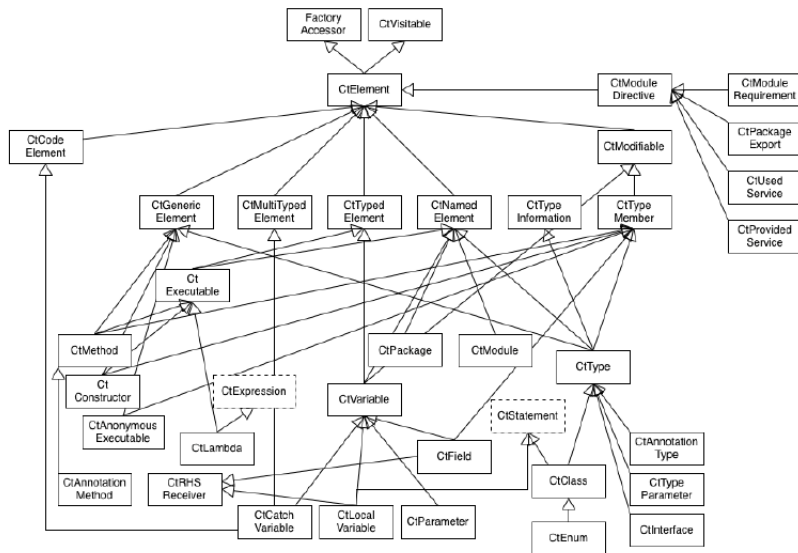 Factory
Accessor
CtVisitable
CtElement
CtModule
Directive
CtModule
Requirement
CtCode
Element
CtModifiable
CtPackage
Export
CtUsed
Service
CtGeneric
Element
CtMultiTyped
Element
CtTyped
Element
CtNamed
Element
CtType
Information
CtType
Member
CtProvided
Service
Ct
Executable
CtMethod
CtPackage
CtModule
CtType
Ct
Constructor
CtExpression
CtVariable
CtStatement
CtAnonymous
Executable
CtLambda
CtField
CtAnnotation
Type
CtAnnotation
Method
CtRHS
Receiver
CtClass
CtType
Parameter
CtCatch
Variable
CtLocal
Variable
CtParameter
CtEnum
CtInterface